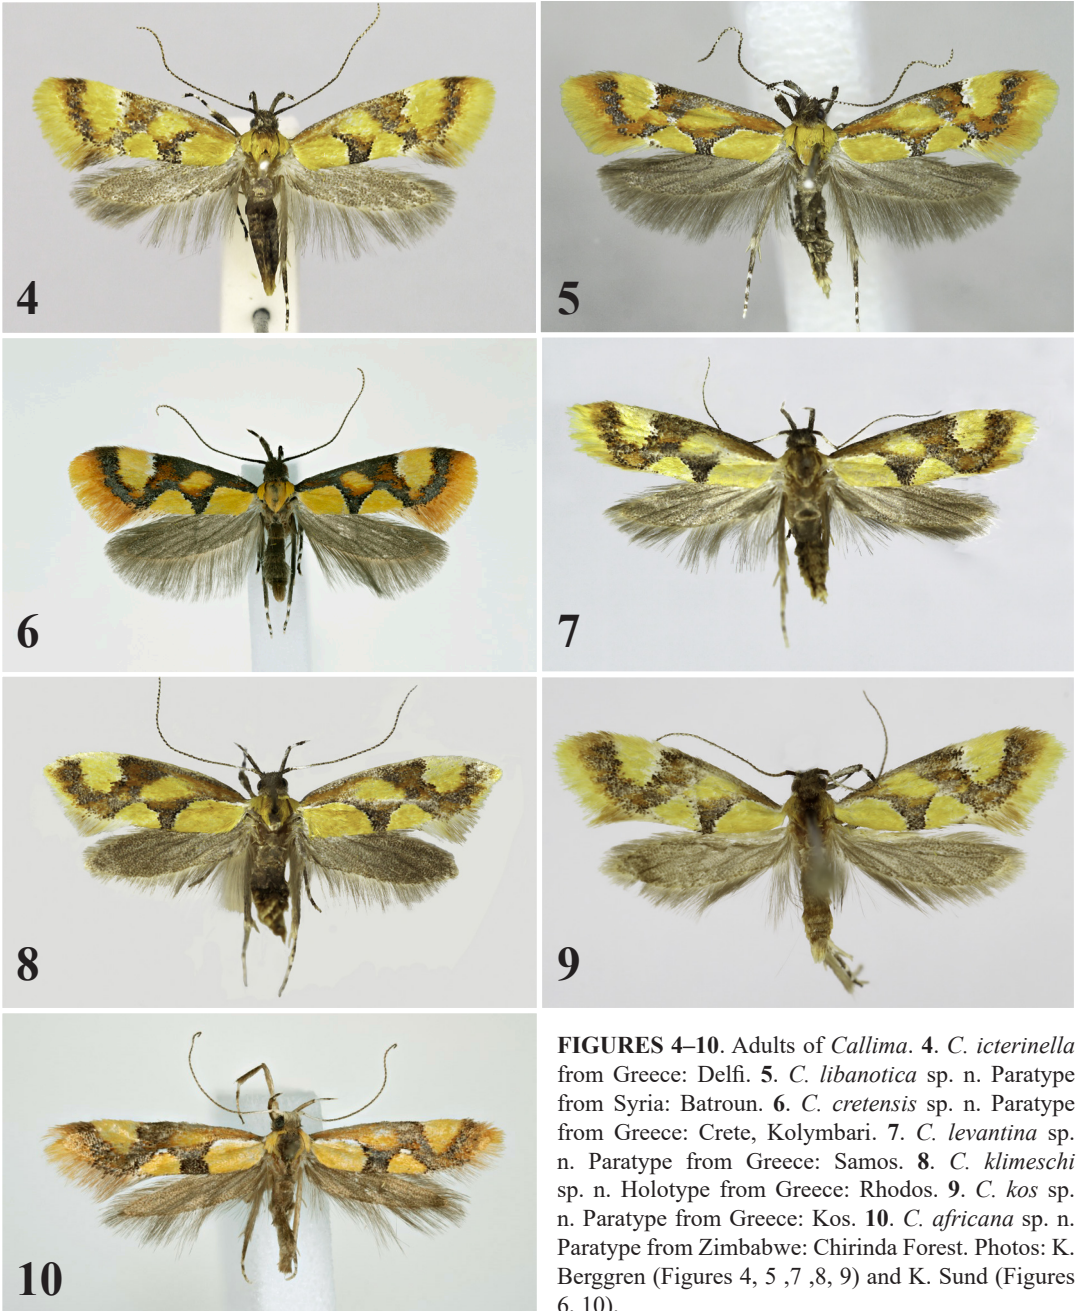 4
5
6
7
8
9
10
FIGURES 4–10. Adults of Callima. 4. C. icterinella
from Greece: Delfi. 5. C. libanotica sp. n. Paratype
from Syria: Batroun. 6. C. cretensis sp. n. Paratype
from Greece: Crete, Kolymbari. 7. C. levantina sp.
n. Paratype from Greece: Samos. 8. C. klimeschi
sp. n. Holotype from Greece: Rhodos. 9. C. kos sp.
n. Paratype from Greece: Kos. 10. C. africana sp. n.
Paratype from Zimbabwe: Chirinda Forest. Photos: K.
Berggren (Figures 4, 5 ,7 ,8, 9) and K. Sund (Figures
6, 10).